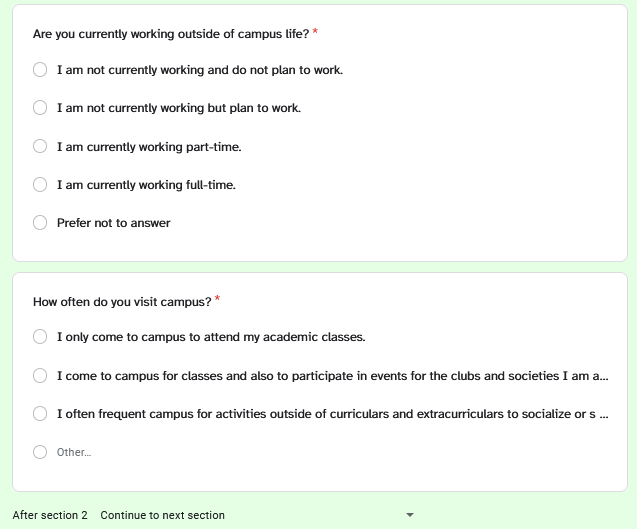 Are you currently working outside of campus life? *
I am not currently working and do not plan to work.
I am not currently working but plan to work.
I am currently working part-time.
I am currently working full-time.
Prefer not to answer
How often do you visit campus? *
I only come to campus to attend my academic classes.
I come to campus for classes and also to participate in events for the clubs and societies I am a...
I often frequent campus for activities outside of curriculars and extracurriculars to socialize or s ...
Other...
After section 2 Continue to next section